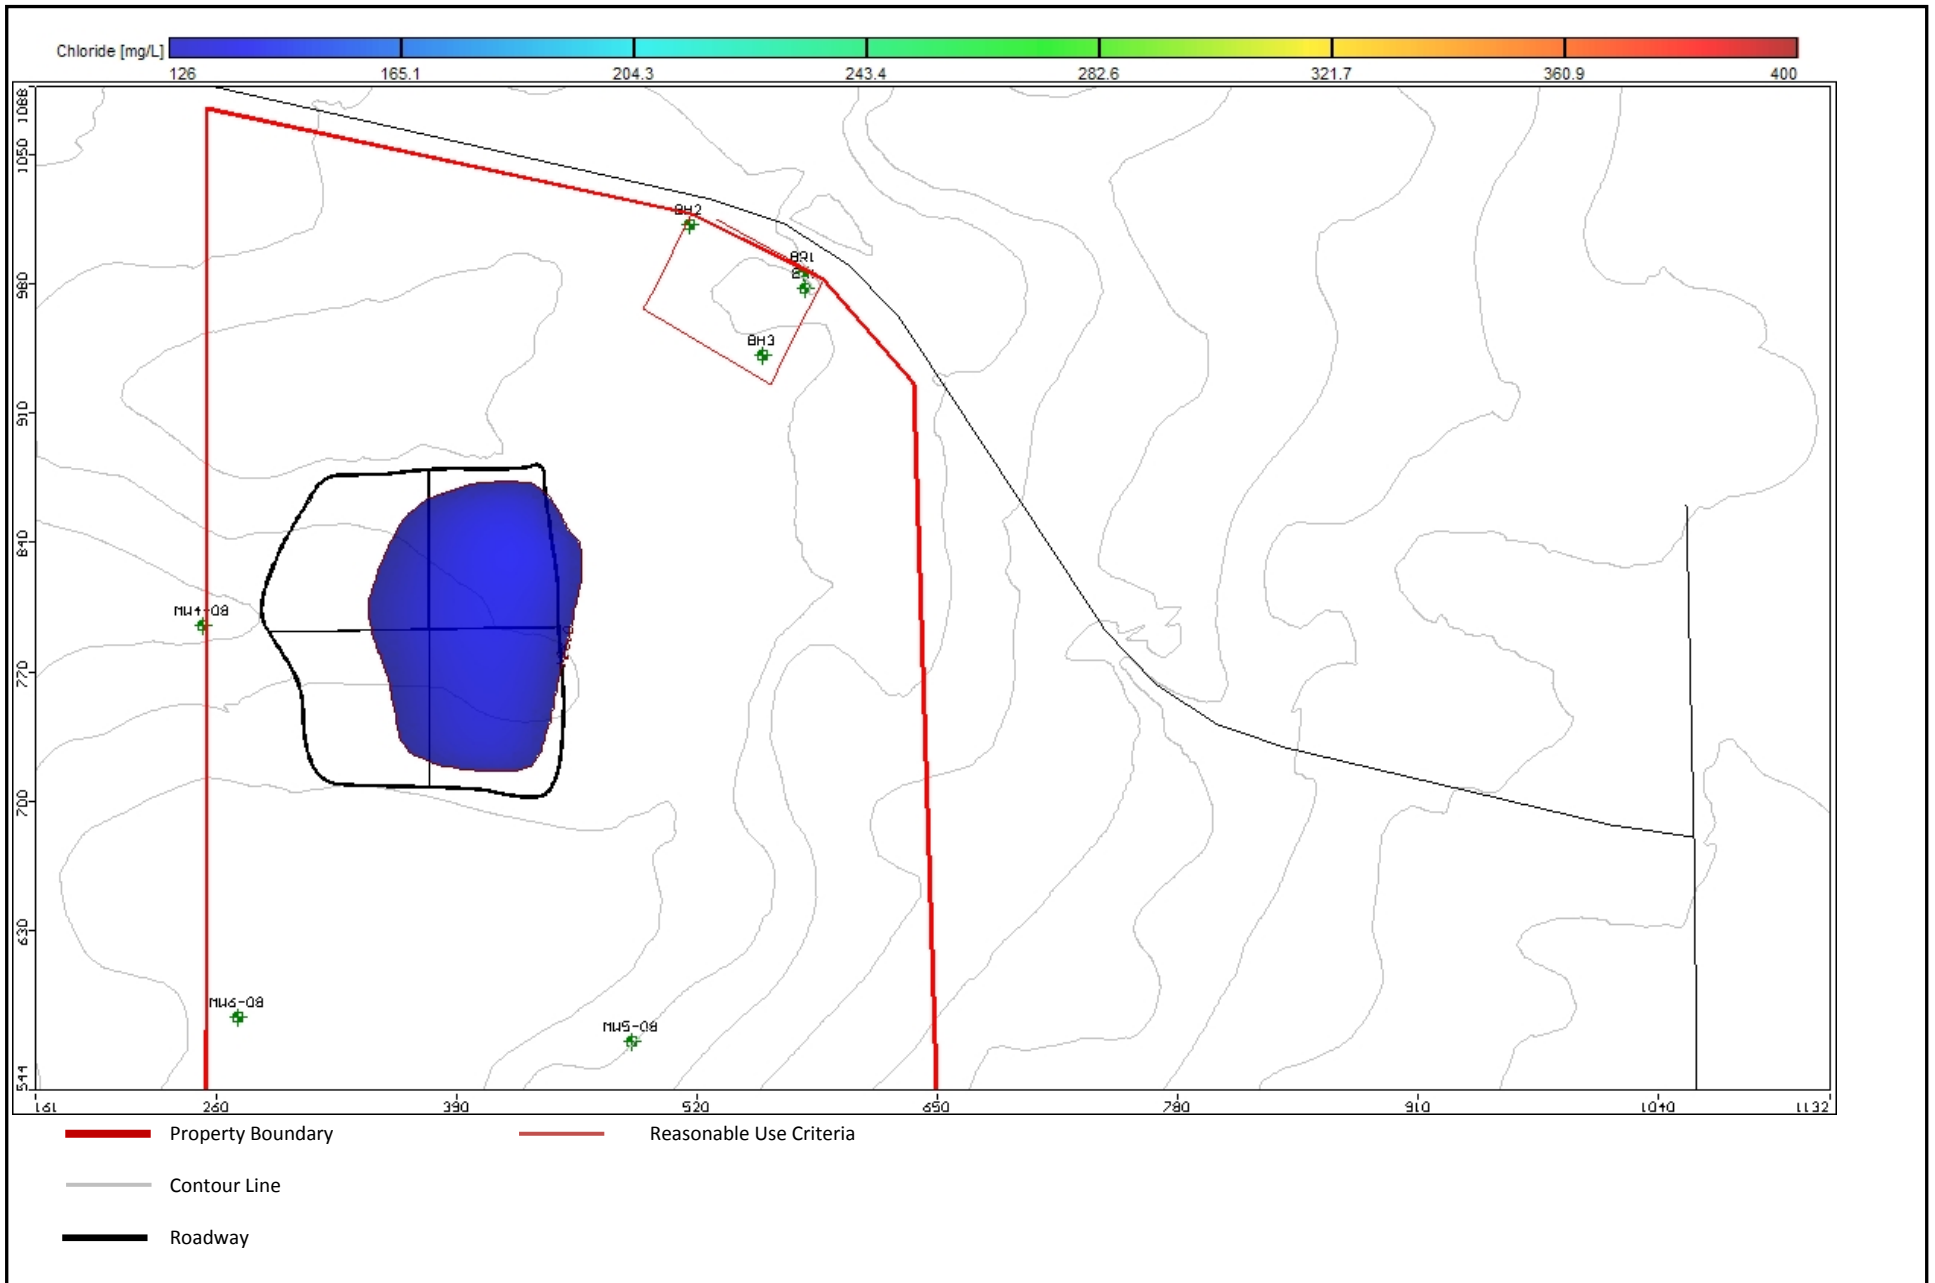 Chloride [mg/L]
126 165.1 204.3 243.4 282.6 321.7 360.9 400
1088
1050
980
910
840
770
700
630
544
BH2
BH3
MW4-08
MW6-08
MW5-08
161 260 390 520 650 780 910 1040 1132
Property Boundary Reasonable Use Criteria
Contour Line
Roadway